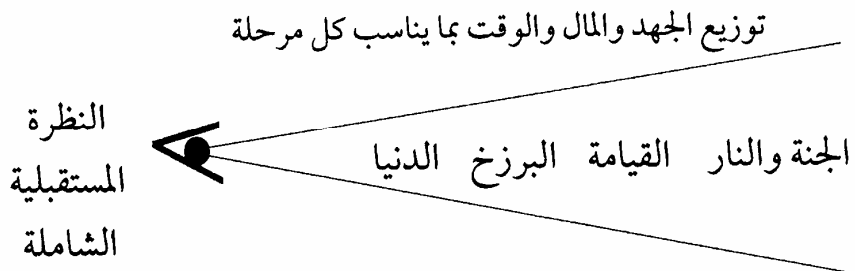 توزيع الجهد والمال والوقت بما يناسب كل مرحلة
الجنة والنار القيامة البرزخ الدنيا
النظرة
المستقبلية
الشاملة